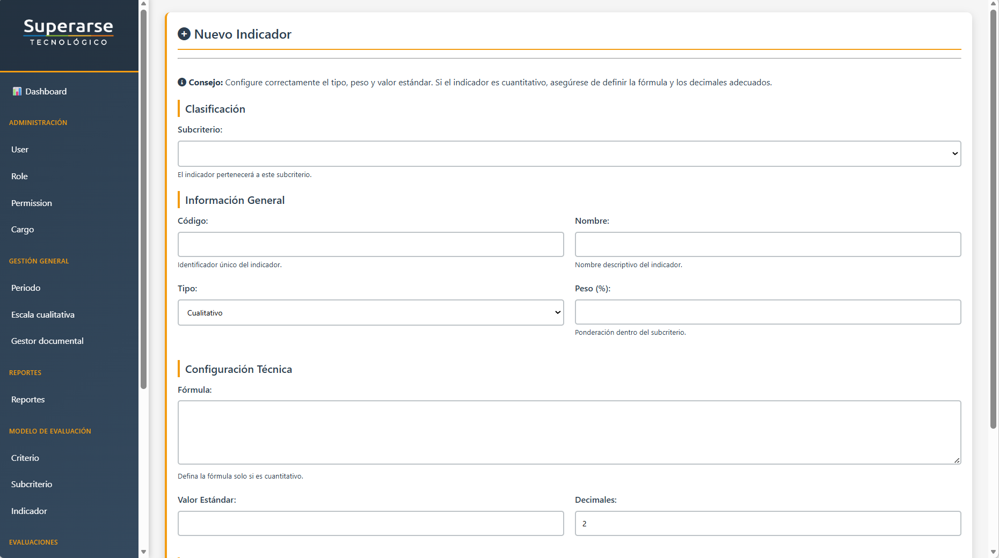 Superarse
TECNOLÓGICO
Dashboard
ADMINISTRACIÓN
User
Role
Permission
Cargo
GESTIÓN GENERAL
Periodo
Escala cualitativa
Gestor documental
REPORTES
Reportes
MODELO DE EVALUACIÓN
Criterio
Subcriterio
Indicador
EVALUACIONES
Nuevo Indicador
Consejo: Configure correctamente el tipo, peso y valor estándar. Si el indicador es cuantitativo, asegúrese de definir la fórmula y los decimales adecuados.
Clasificación
Subcriterio:
El indicador pertenecerá a este subcriterio.
Información General
Código:
Identificador único del indicador.
Nombre:
Nombre descriptivo del indicador.
Tipo:
Cualitativo
Peso (%):
Ponderación dentro del subcriterio.
Configuración Técnica
Fórmula:
Defina la fórmula solo si es cuantitativo.
Valor Estándar:
Decimales:
2